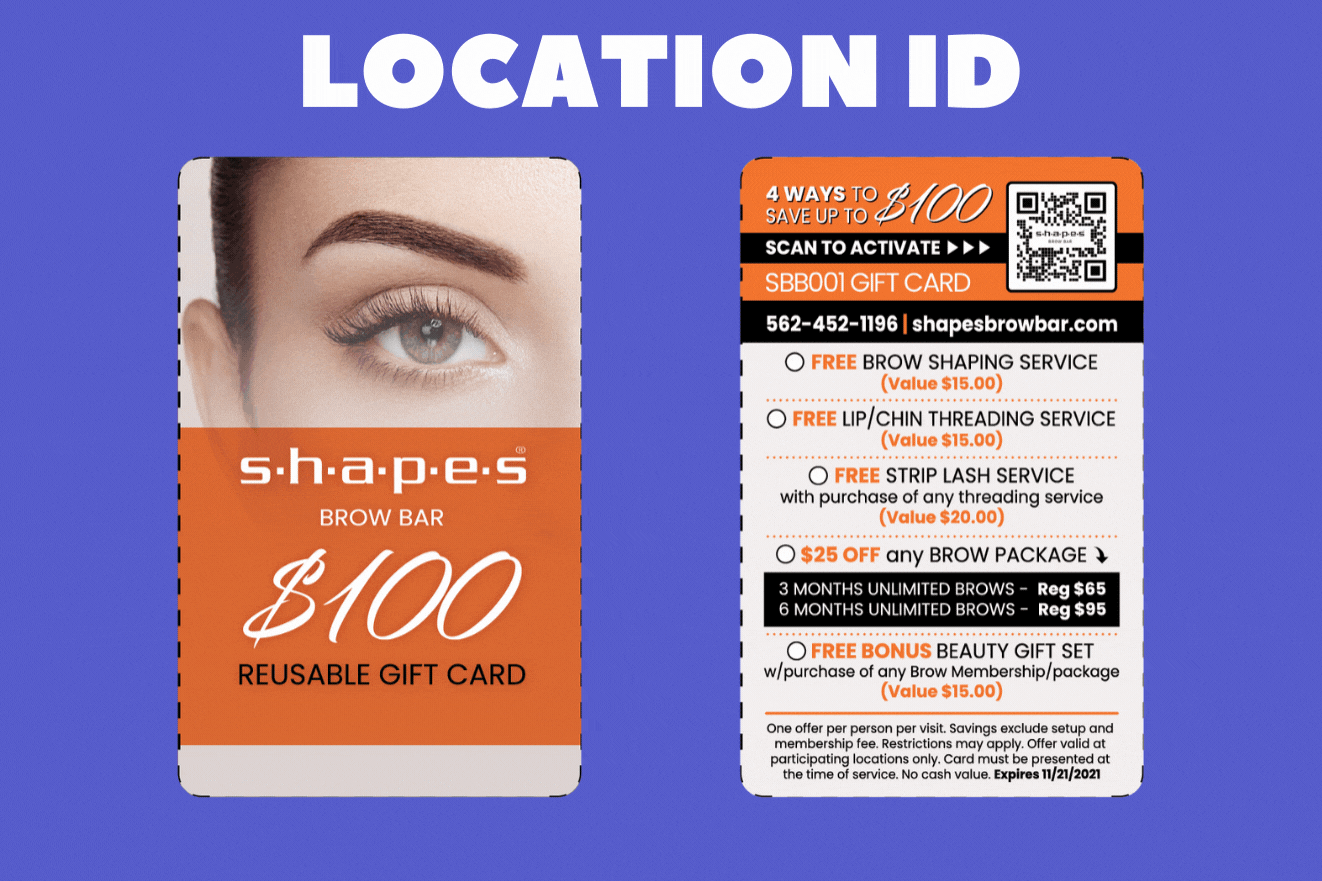 LOCATION ID
s·h·a·p·e·s®
BROW BAR
$100
REUSABLE GIFT CARD
4 WAYS TO
SAVE UP TO $100
SCAN TO ACTIVATE
SBB001 GIFT CARD
s·h·a·p·e·s
BROW BAR
562-452-1196 | shapesbrowbar.com
FREE BROW SHAPING SERVICE
(Value $15.00)
FREE LIP/CHIN THREADING SERVICE
(Value $15.00)
FREE STRIP LASH SERVICE
with purchase of any threading service
(Value $20.00)
$25 OFF any BROW PACKAGE
3 MONTHS UNLIMITED BROWS - Reg $65
6 MONTHS UNLIMITED BROWS - Reg $95
FREE BONUS BEAUTY GIFT SET
w/purchase of any Brow Membership/package
(Value $15.00)
One offer per person per visit. Savings exclude setup and
membership fee. Restrictions may apply. Offer valid at
participating locations only. Card must be presented at
the time of service. No cash value. Expires 11/21/2021